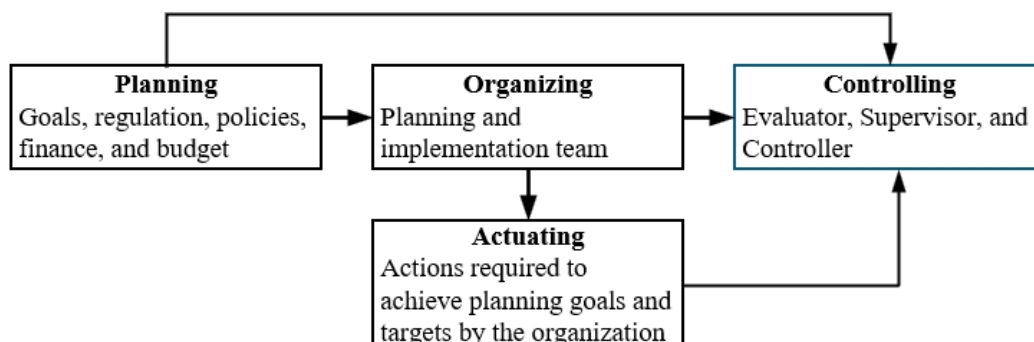 Planning
Goals, regulation, policies,
finance, and budget
Organizing
Planning and
implementation team
Controlling
Evaluator, Supervisor, and
Controller
Actuating
Actions required to
achieve planning goals and
targets by the organization